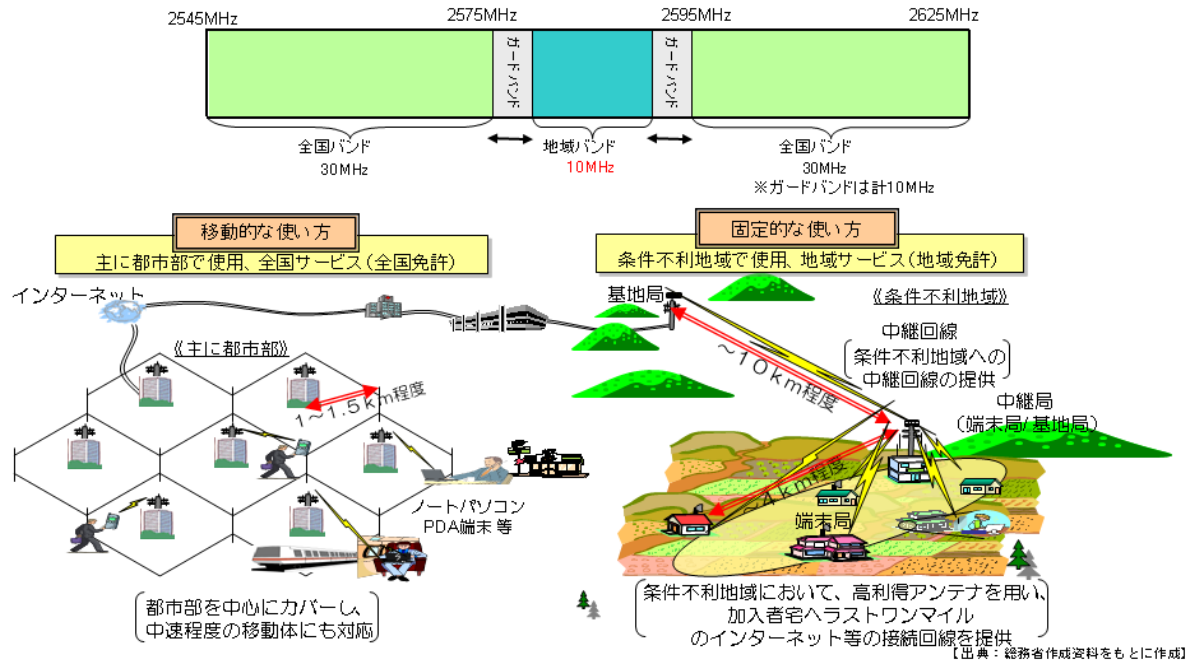 2545MHz
2575MHz
2595MHz
2625MHz
ガードバンド
ガードバンド
全国バンド
30MHz
地域バンド
10MHz
全国バンド
30MHz
※ガードバンドは計10MHz
移動的な使い方
主に都市部で使用、全国サービス(全国免許)
固定的な使い方
条件不利地域で使用、地域サービス(地域免許)
インターネット
《主に都市部》
1~1.5km程度
ノートパソコン
PDA端末等
都市部を中心にカバーし、
中速程度の移動体にも対応
基地局
《条件不利地域》
~10km程度
中継回線
条件不利地域への
中継回線の提供
中継局
(端末局/基地局)
~4km程度
端末局
条件不利地域において、高利得アンテナを用い、
加入者宅へラストワンマイル
のインターネット等の接続回線を提供
【出典:総務省作成資料をもとに作成】